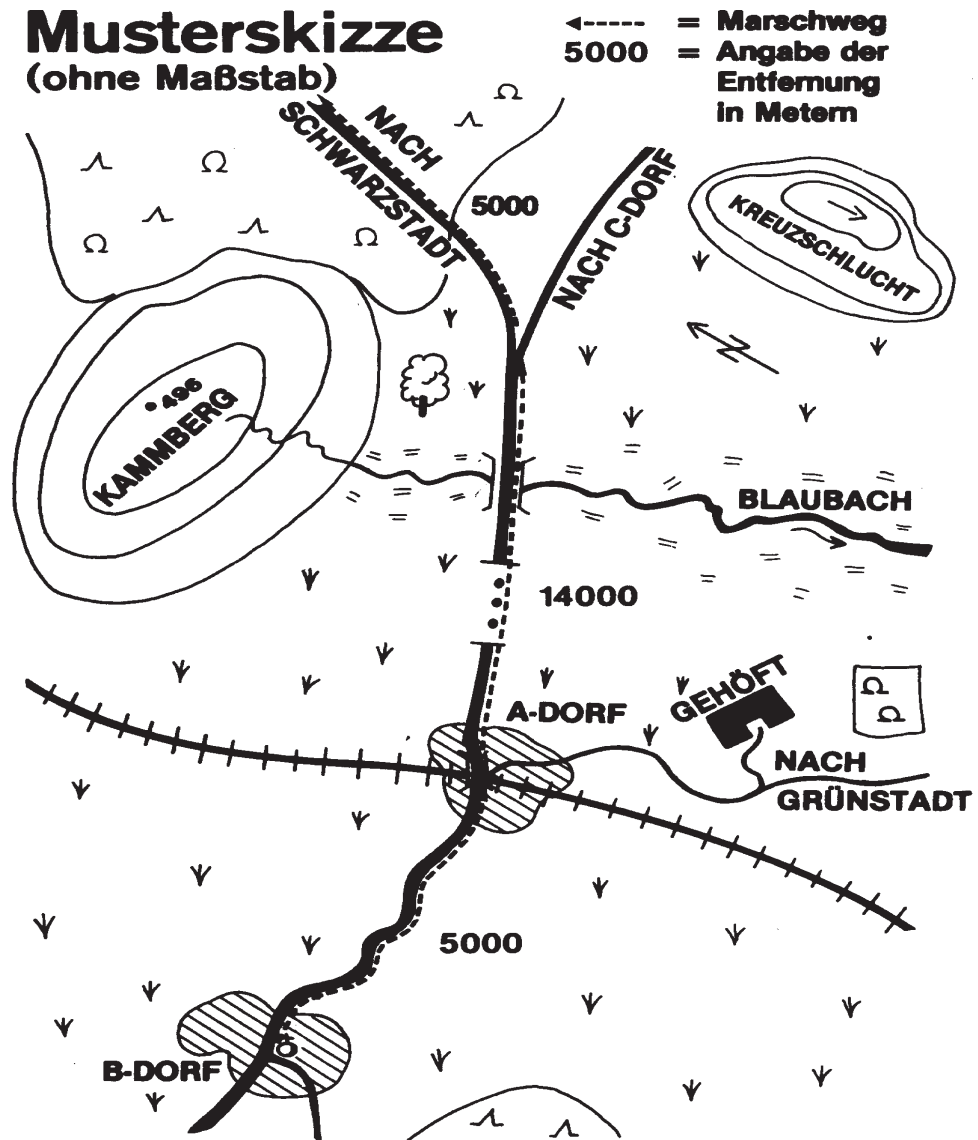 Musterskizze
(ohne Maßstab)
= Marschweg
5000 = Angabe der
Entfernung
in Metern
NACH
SCHWARZSTADT
5000
NACH C-DORF
KREUZSCHLUCHT
N
496
KAMMBERG
BLAUBACH
14000
GEHÖFT
A-DORF
NACH
GRÜNSTADT
5000
B-DORF